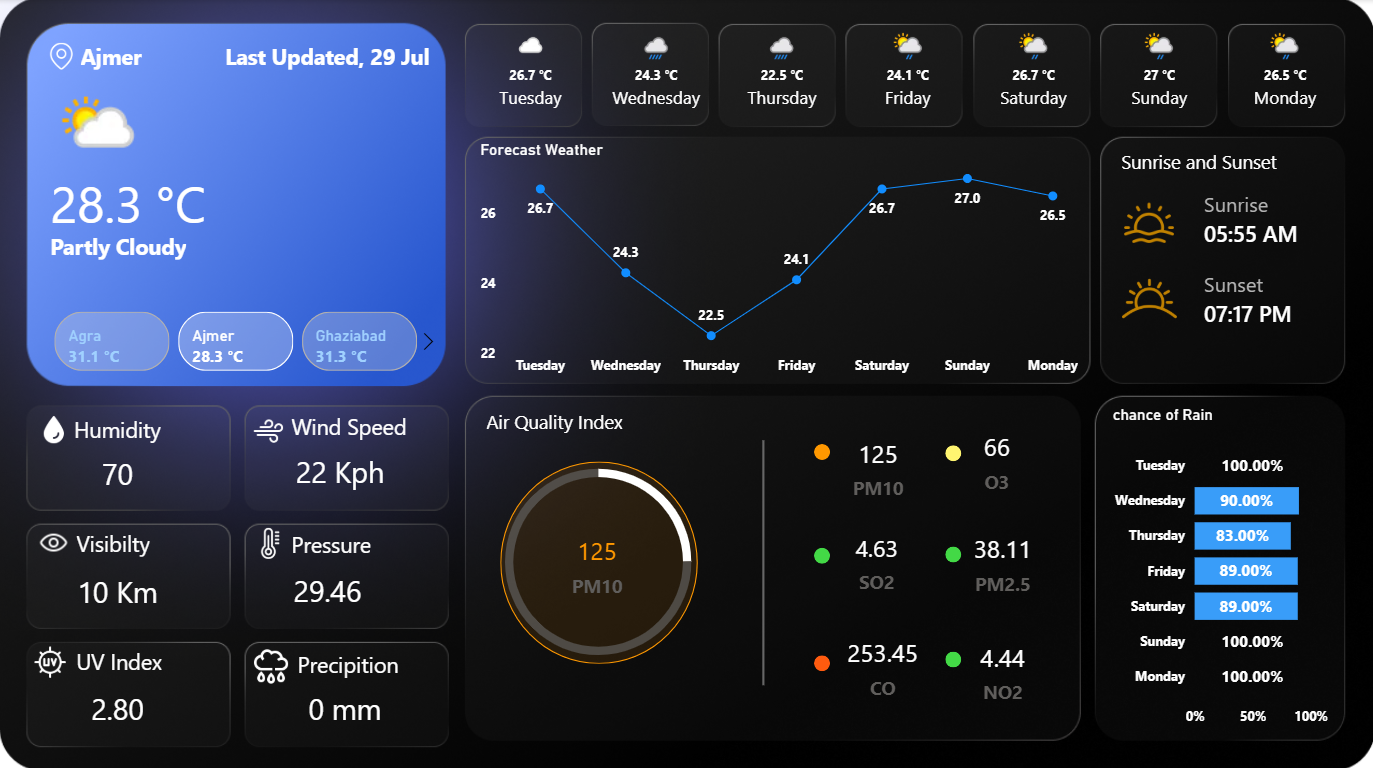 Ajmer
Last Updated, 29 Jul
28.3 °C
Partly Cloudy
Agra
31.1 °C
Ajmer
28.3 °C
Ghaziabad
31.3 °C
26.7 °C
Tuesday
24.3 °C
Wednesday
22.5 °C
Thursday
24.1 °C
Friday
26.7 °C
Saturday
27 °C
Sunday
26.5 °C
Monday
Forecast Weather
26
24
22
26.7
24.3
22.5
24.1
26.7
27.0
26.5
Tuesday
Wednesday
Thursday
Friday
Saturday
Sunday
Monday
Sunrise and Sunset
Sunrise
05:55 AM
Sunset
07:17 PM
Humidity
70
Wind Speed
22 Kph
Visibilty
10 Km
Pressure
29.46
UV
UV Index
2.80
Precipition
0 mm
Air Quality Index
125
PM10
125
PM10
66
O3
4.63
SO2
38.11
PM2.5
253.45
CO
4.44
NO2
chance of Rain
Tuesday 100.00%
Wednesday 90.00%
Thursday 83.00%
Friday 89.00%
Saturday 89.00%
Sunday 100.00%
Monday 100.00%
0% 50% 100%